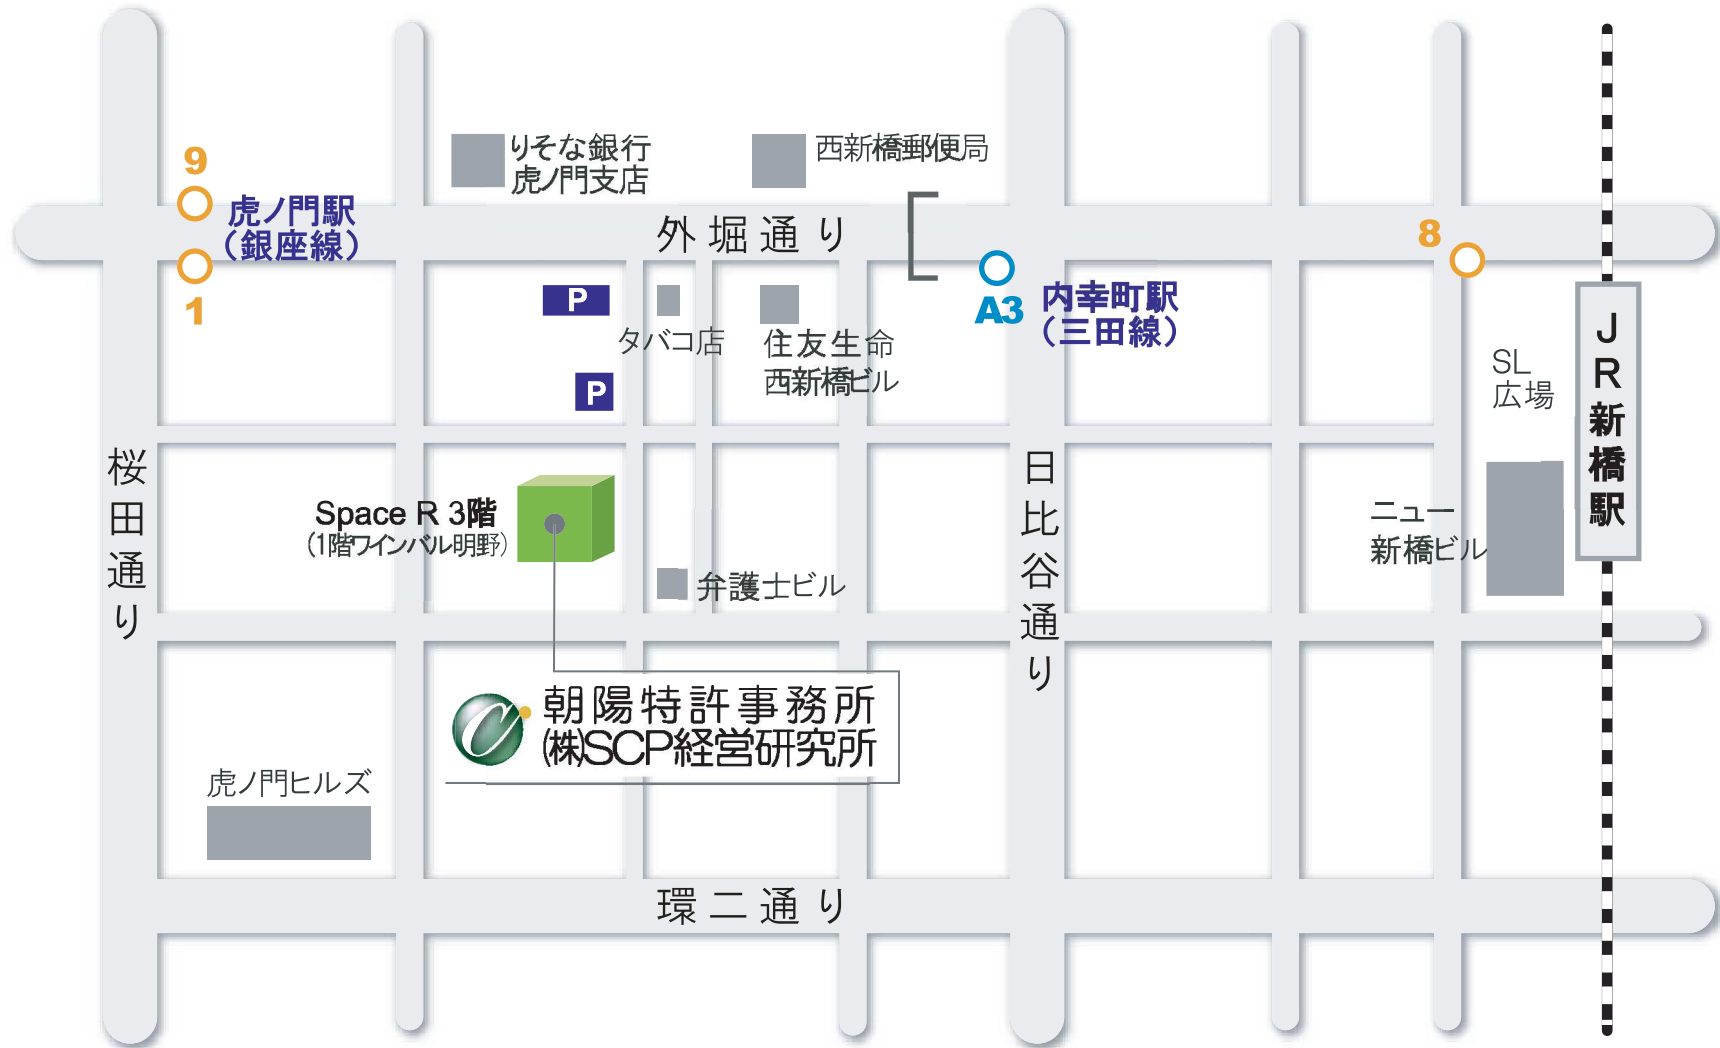 りそな銀行
虎ノ門支店
西新橋郵便局
9
虎ノ門駅
（銀座線）
1
外堀通り
8
A3
内幸町駅
（三田線）
P
タバコ店
住友生命
西新橋ビル
P
SL
広場
JR新橋駅
桜田通り
日比谷通り
Space R 3階
(1階ワインバル明野)
ニュー
新橋ビル
弁護士ビル
朝陽特許事務所
(株)SCP経営研究所
虎ノ門ヒルズ
環二通り